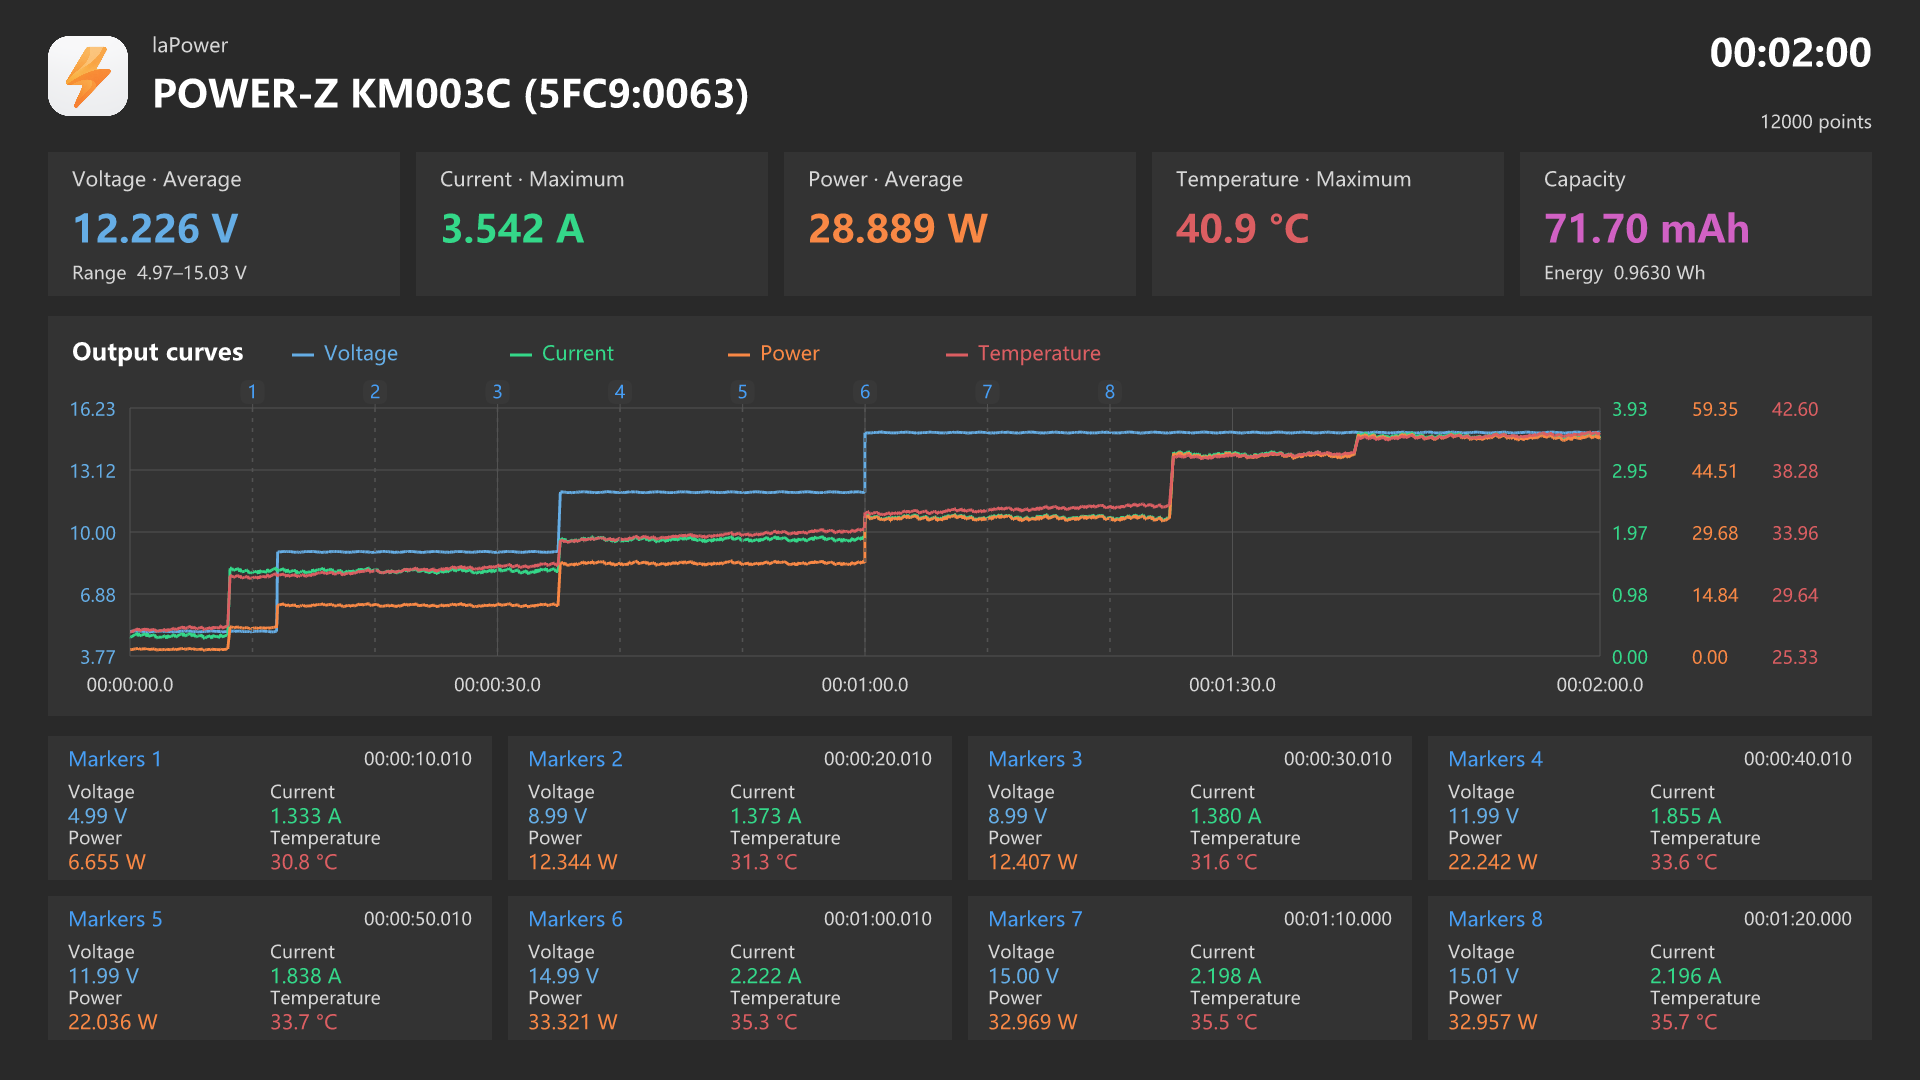 laPower
POWER-Z KM003C (5FC9:0063)
00:02:00
12000 points
Voltage · Average
12.226 V
Range 4.97–15.03 V
Current · Maximum
3.542 A
Power · Average
28.889 W
Temperature · Maximum
40.9 °C
Capacity
71.70 mAh
Energy 0.9630 Wh
Output curves
Voltage
Current
Power
Temperature
1 2 3 4 5 6 7 8
16.23 3.93 59.35 42.60
13.12 2.95 44.51 38.28
10.00 1.97 29.68 33.96
6.88 0.98 14.84 29.64
3.77 0.00 0.00 25.33
00:00:00.0 00:00:30.0 00:01:00.0 00:01:30.0 00:02:00.0
Markers 1 00:00:10.010
Voltage Current
4.99 V 1.333 A
Power Temperature
6.655 W 30.8 °C
Markers 2 00:00:20.010
Voltage Current
8.99 V 1.373 A
Power Temperature
12.344 W 31.3 °C
Markers 3 00:00:30.010
Voltage Current
8.99 V 1.380 A
Power Temperature
12.407 W 31.6 °C
Markers 4 00:00:40.010
Voltage Current
11.99 V 1.855 A
Power Temperature
22.242 W 33.6 °C
Markers 5 00:00:50.010
Voltage Current
11.99 V 1.838 A
Power Temperature
22.036 W 33.7 °C
Markers 6 00:01:00.010
Voltage Current
14.99 V 2.222 A
Power Temperature
33.321 W 35.3 °C
Markers 7 00:01:10.000
Voltage Current
15.00 V 2.198 A
Power Temperature
32.969 W 35.5 °C
Markers 8 00:01:20.000
Voltage Current
15.01 V 2.196 A
Power Temperature
32.957 W 35.7 °C